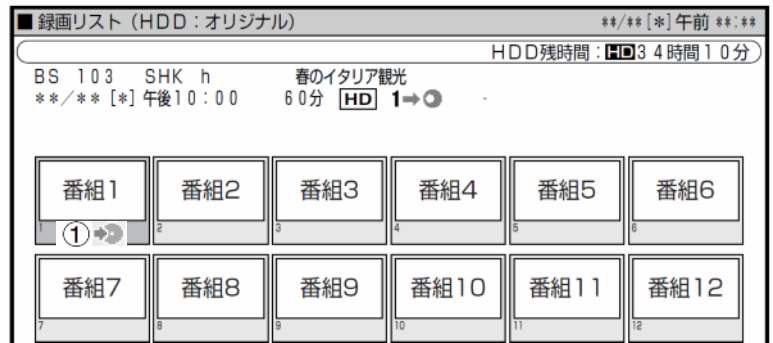 ■録画リスト（HDD：オリジナル） **/**[*]午前 **:**
HDD残時間：HD34時間10分
BS 103 SHK h 春のイタリア観光
**/**[*]午後10:00 60分 HD 1➡
番組1 番組2 番組3 番組4 番組5 番組6
1 ① 2 3 4 5 6
番組7 番組8 番組9 番組10 番組11 番組12
7 8 9 10 11 12